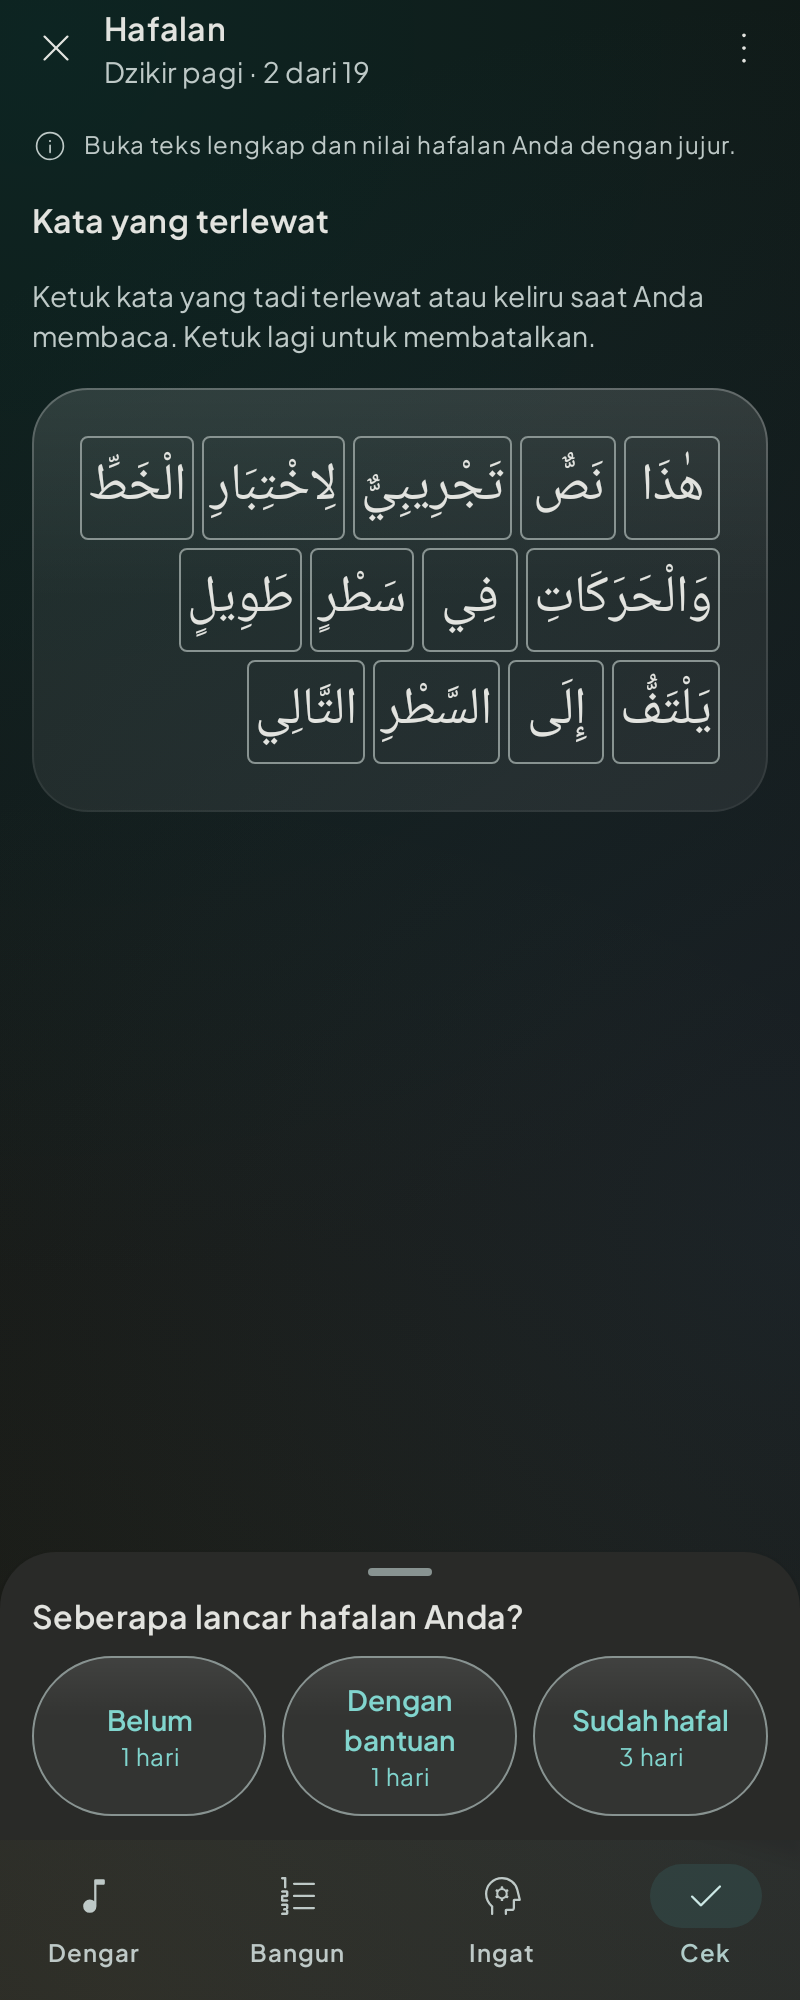 Hafalan
Dzikir pagi · 2 dari 19
Buka teks lengkap dan nilai hafalan Anda dengan jujur.
Kata yang terlewat
Ketuk kata yang tadi terlewat atau keliru saat Anda
membaca. Ketuk lagi untuk membatalkan.
هٰذَا نَصٌّ تَجْرِيبِيٌّ لِاخْتِبَارِ الْخَطِّ
وَالْحَرَكَاتِ فِي سَطْرٍ طَوِيلٍ
يَلْتَفُّ إِلَى السَّطْرِ التَّالِي
Seberapa lancar hafalan Anda?
Belum
1 hari
Dengan
bantuan
1 hari
Sudah hafal
3 hari
Dengar
Bangun
Ingat
Cek